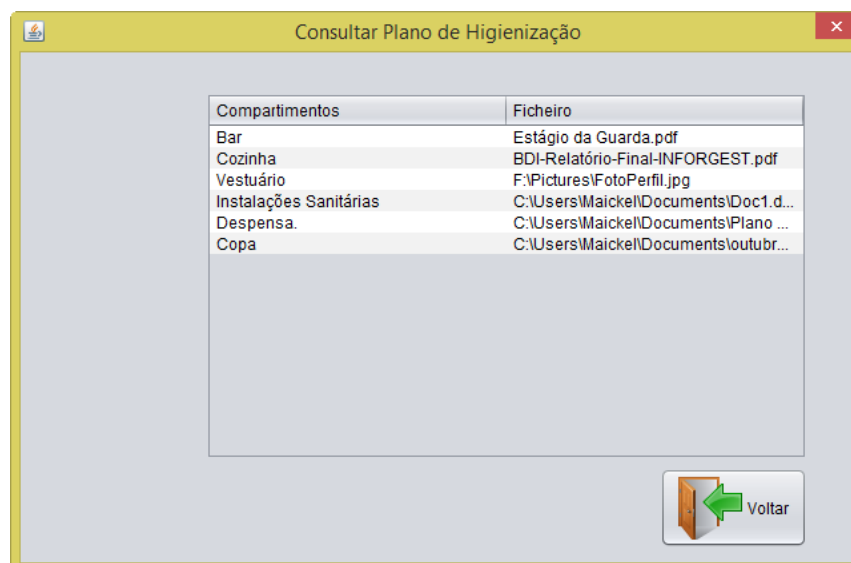 Consultar Plano de Higienização
Compartimentos Ficheiro
Bar Estágio da Guarda.pdf
Cozinha BDI-Relatório-Final-INFORGEST.pdf
Vestuário F:\Pictures\FotoPerfil.jpg
Instalações Sanitárias C:\Users\Maickel\Documents\Doc1.d...
Despensa. C:\Users\Maickel\Documents\Plano ...
Copa C:\Users\Maickel\Documents\outubr...
Voltar